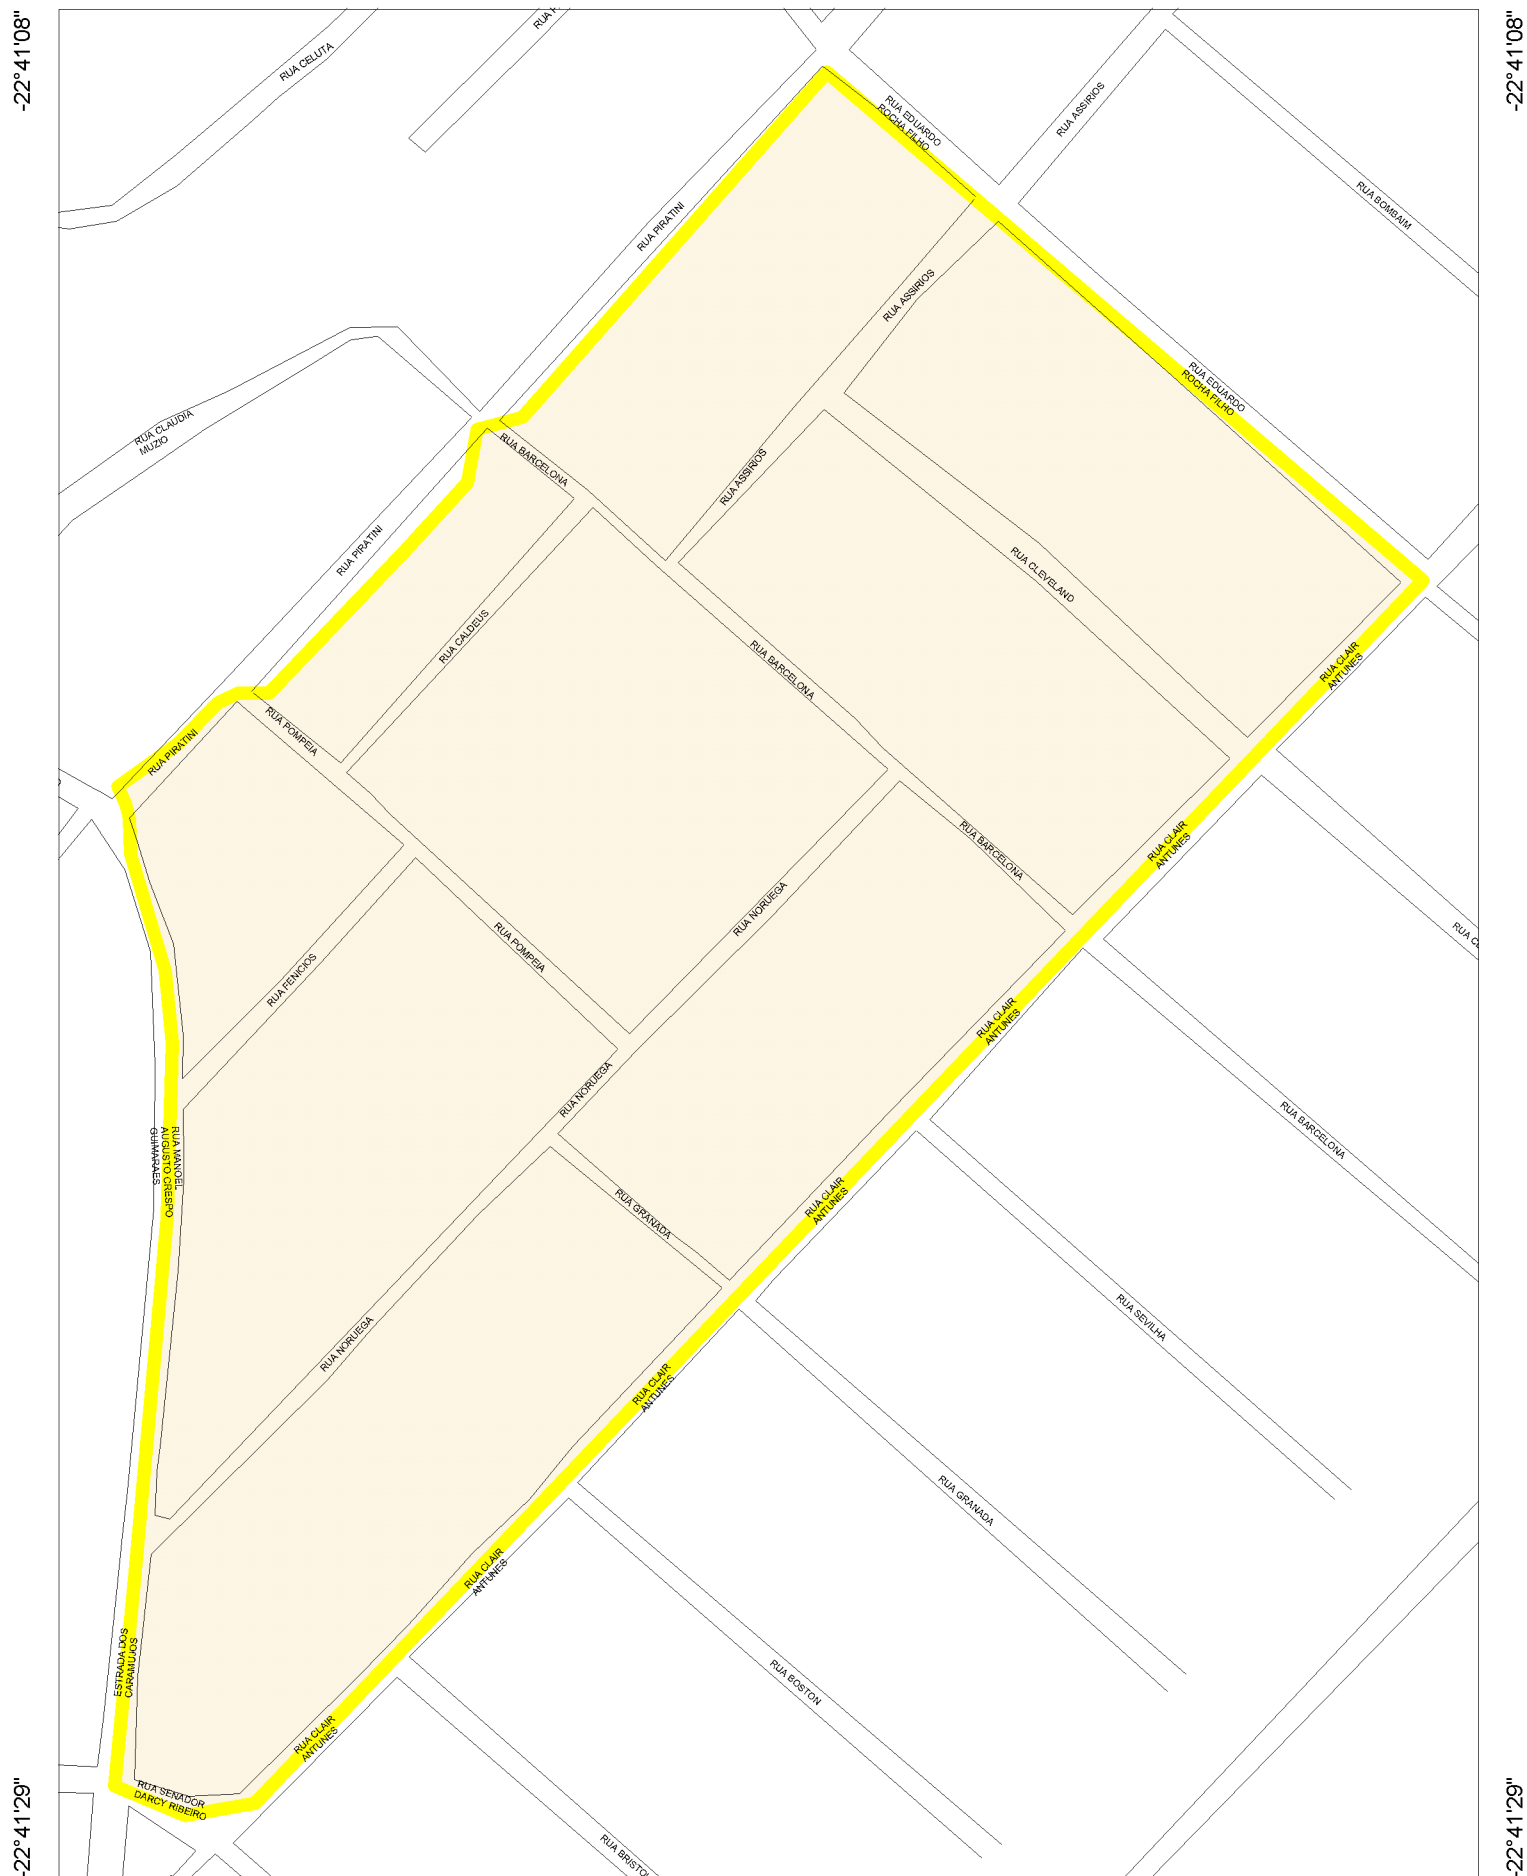 -22°41'08"
-22°41'08"
RUA CELUTA
RUA EDUARDO
ROCHA FILHO
RUA ASSIRIOS
RUA BOMBAIM
RUA PIRATINI
RUA ASSIRIOS
RUA EDUARDO
ROCHA FILHO
RUA CLAUDIA
MUZIO
RUA BARCELONA
RUA ASSIRIOS
RUA PIRATINI
RUA CLEVELAND
RUA CALDEUS
RUA BARCELONA
RUA CLAIR
ANTUNES
RUA POMPEIA
RUA PIRATINI
RUA CLAIR
ANTUNES
RUA BARCELONA
RUA NORUEGA
RUA POMPEIA
RUA FENICIOS
RUA CLAIR
ANTUNES
RUA NORUEGA
RUA MANOEL
AUGUSTO CRESPO
GUIMARAES
RUA BARCELONA
RUA GRANADA
RUA CLAIR
ANTUNES
RUA SEVILHA
RUA NORUEGA
RUA CLAIR
ANTUNES
RUA GRANADA
RUA CLAIR
ANTUNES
ESTRADA DOS
CARAMUJOS
RUA BOSTON
RUA CLAIR
ANTUNES
RUA SENADOR
DARCY RIBEIRO
RUA
-22°41'29"
-22°41'29"